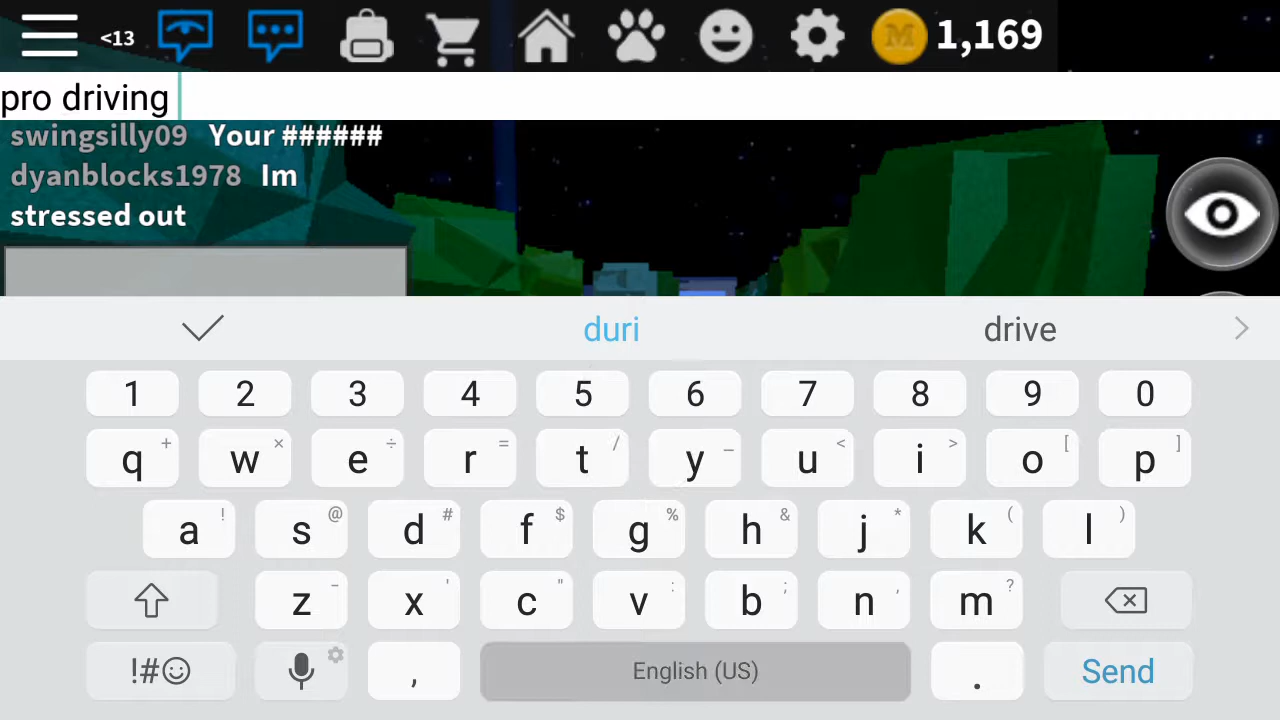 <13
M 1,169
pro driving
swingsilly09 Your ######
dyanblocks1978 Im
stressed out
duri drive
1 2 3 4 5 6 7 8 9 0
q + w × e ÷ r = t / y _ u < i > o [ p ]
a ! s @ d # f $ g % h & j * k ( l )
z - x ' c " v : b ; n , m ?
!# , English (US) . Send